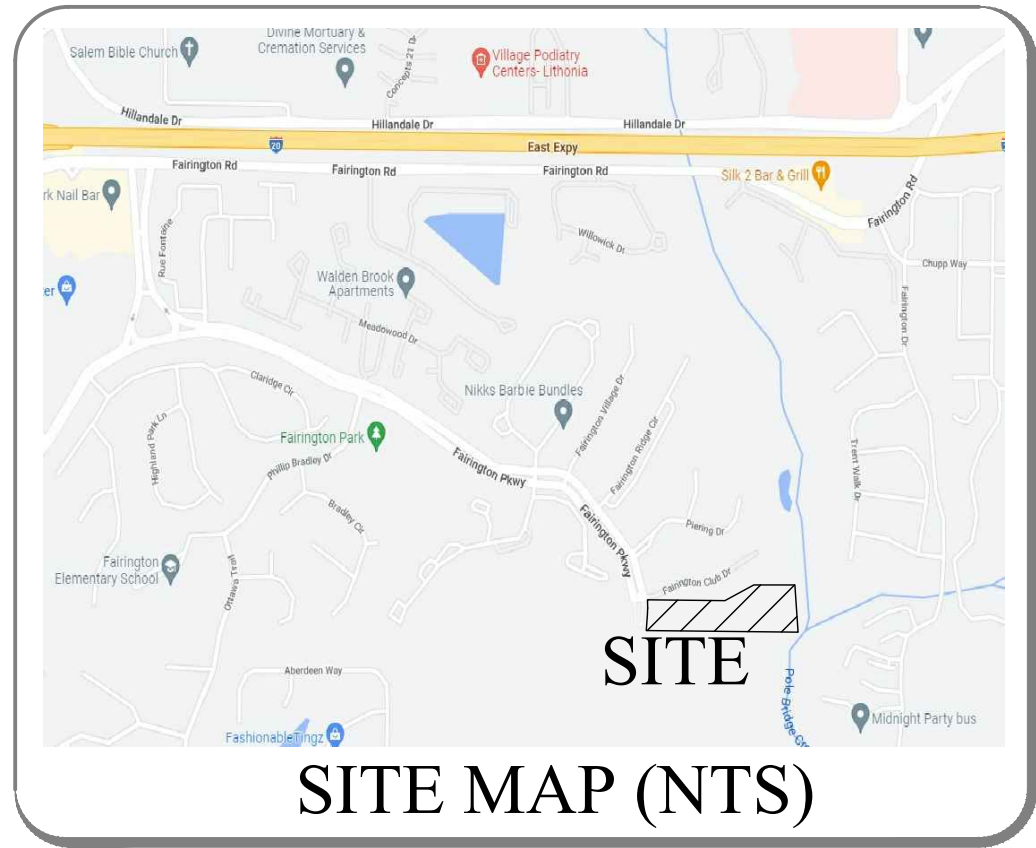 Divine Mortuary &
Cremation Services
Salem Bible Church
Concepts 21 Dr
Village Podiatry
Centers- Lithonia
Hillandale Dr
Hillandale Dr
Hillandale Dr
20
East Expy
Fairington Rd
Fairington Rd
Fairington Rd
Silk 2 Bar & Grill
Fairington Rd
rk Nail Bar
Rue Fontaine
Willowick Dr
Chupp Way
Walden Brook
Apartments
er
Fairington Dr
Meadowood Dr
Claridge Cir
Nikks Barbie Bundles
Fairington Village Dr
Fairington Ridge Cir
Highland Park Ln
Fairington Park
Phillip Bradley Dr
Fairington Pkwy
Trent Walk Dr
Bradley Cir
Fairington Pkwy
Piering Dr
Fairington
Elementary School
Ottawa Trail
Fairington Club Dr
SITE
Aberdeen Way
Pole Bridge Cr
Midnight Party bus
FashionableTingz
SITE MAP (NTS)